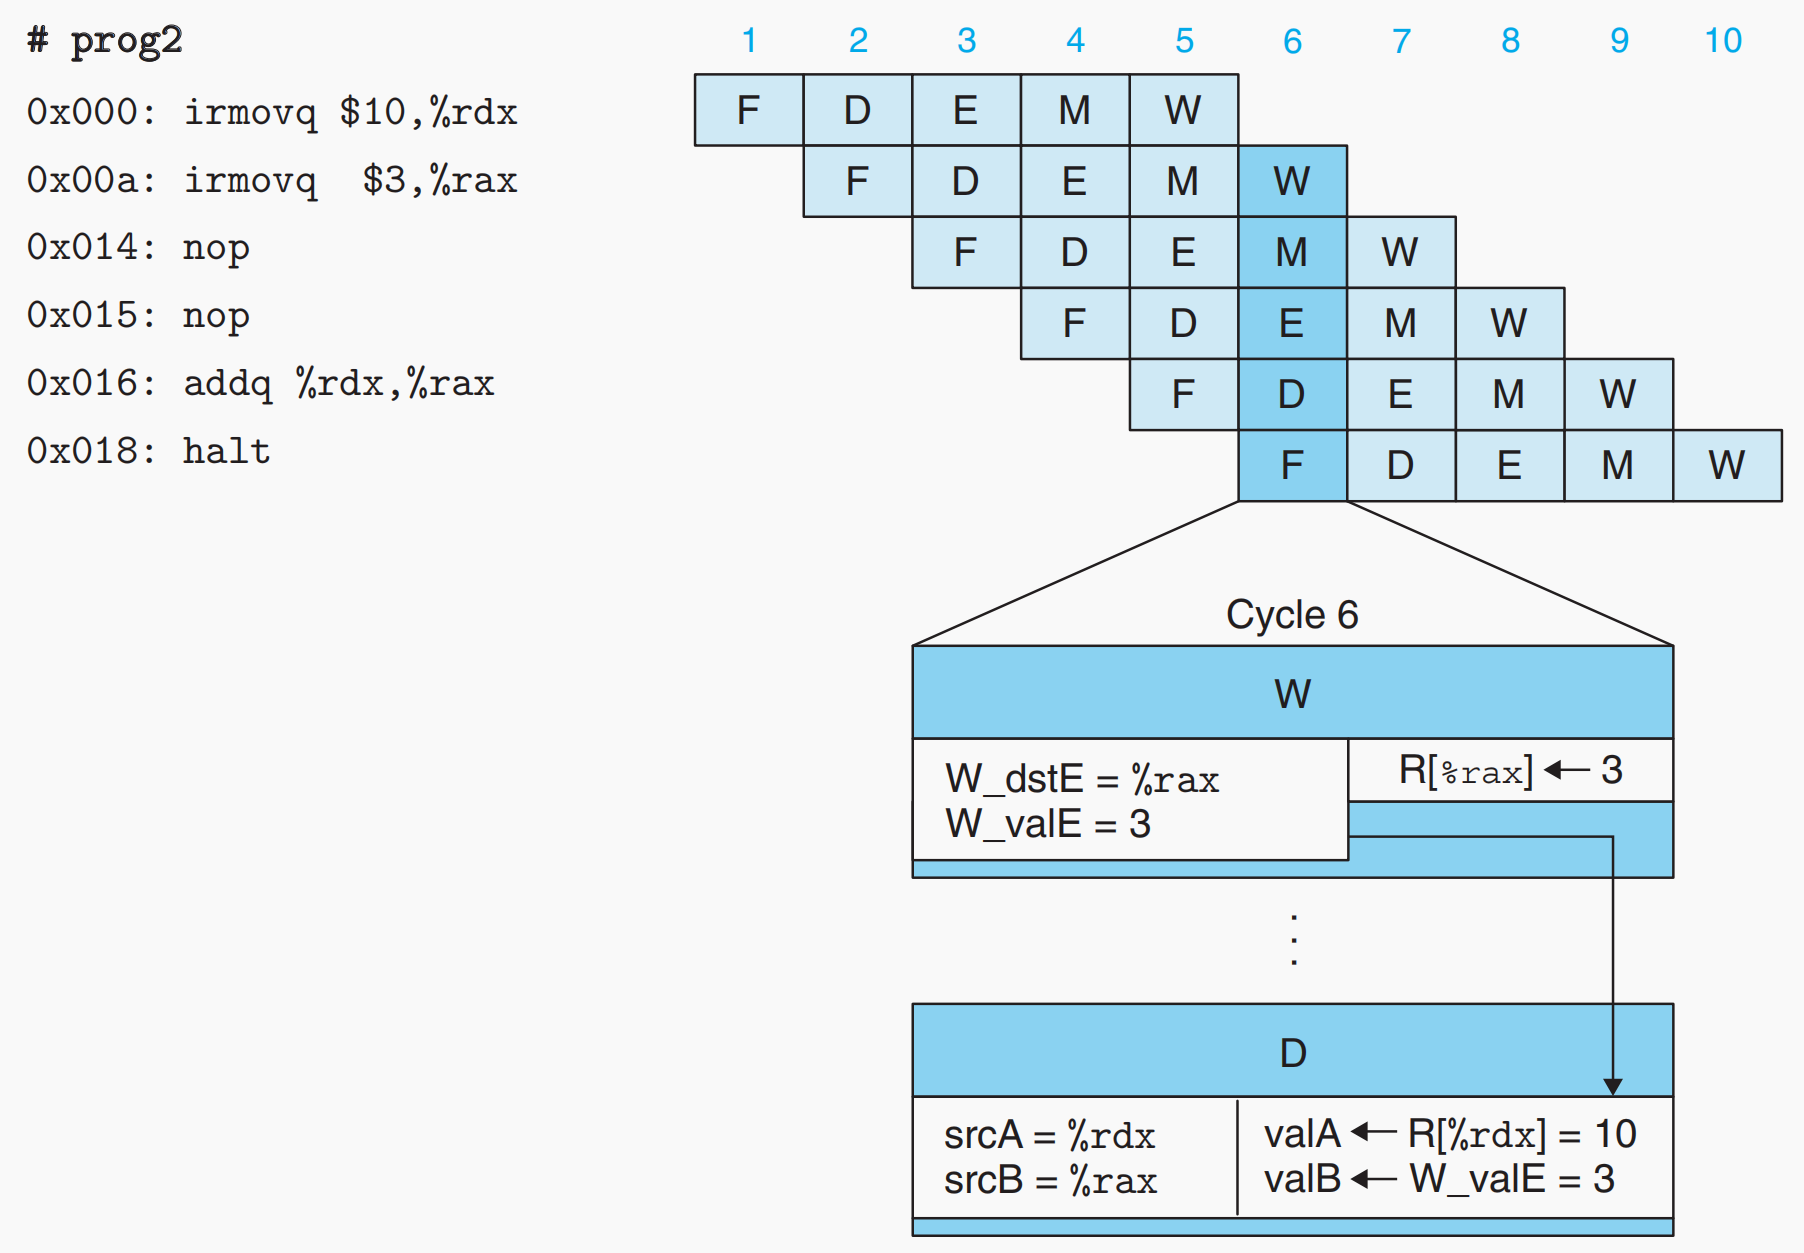 # prog2 1 2 3 4 5 6 7 8 9 10
0x000: irmovq $10,%rdx F D E M W
0x00a: irmovq  $3,%rax F D E M W
0x014: nop F D E M W
0x015: nop F D E M W
0x016: addq %rdx,%rax F D E M W
0x018: halt F D E M W
Cycle 6
W
W_dstE = %rax
W_valE = 3
R[%rax] ← 3
.
.
.
D
srcA = %rdx
srcB = %rax
valA ← R[%rdx] = 10
valB ← W_valE = 3